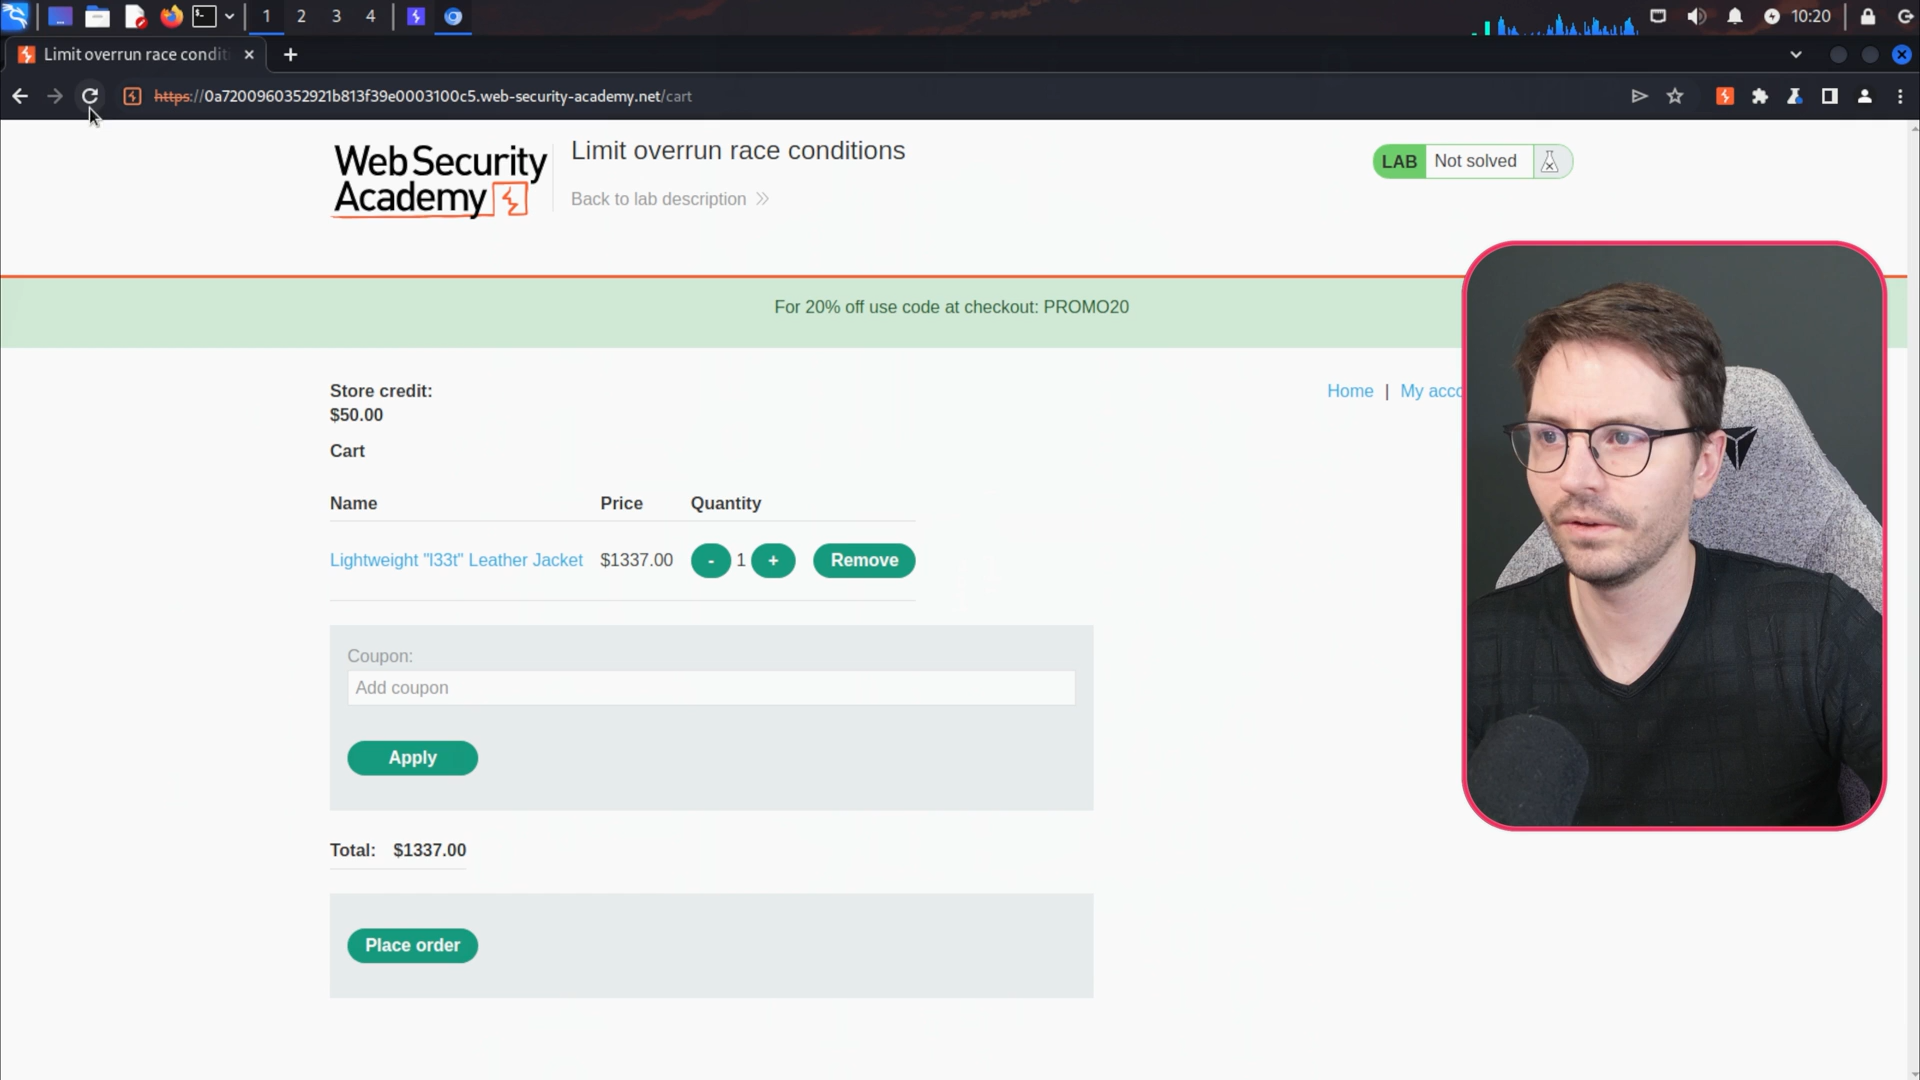 1 2 3 4
10:20
Limit overrun race condit
https://0a7200960352921b813f39e0003100c5.web-security-academy.net/cart
Web Security
Academy
Limit overrun race conditions
Back to lab description
LAB Not solved
For 20% off use code at checkout: PROMO20
Store credit:
$50.00
Home | My acco
Cart
Name Price Quantity
Lightweight "l33t" Leather Jacket $1337.00 - 1 + Remove
Coupon:
Add coupon
Apply
Total: $1337.00
Place order